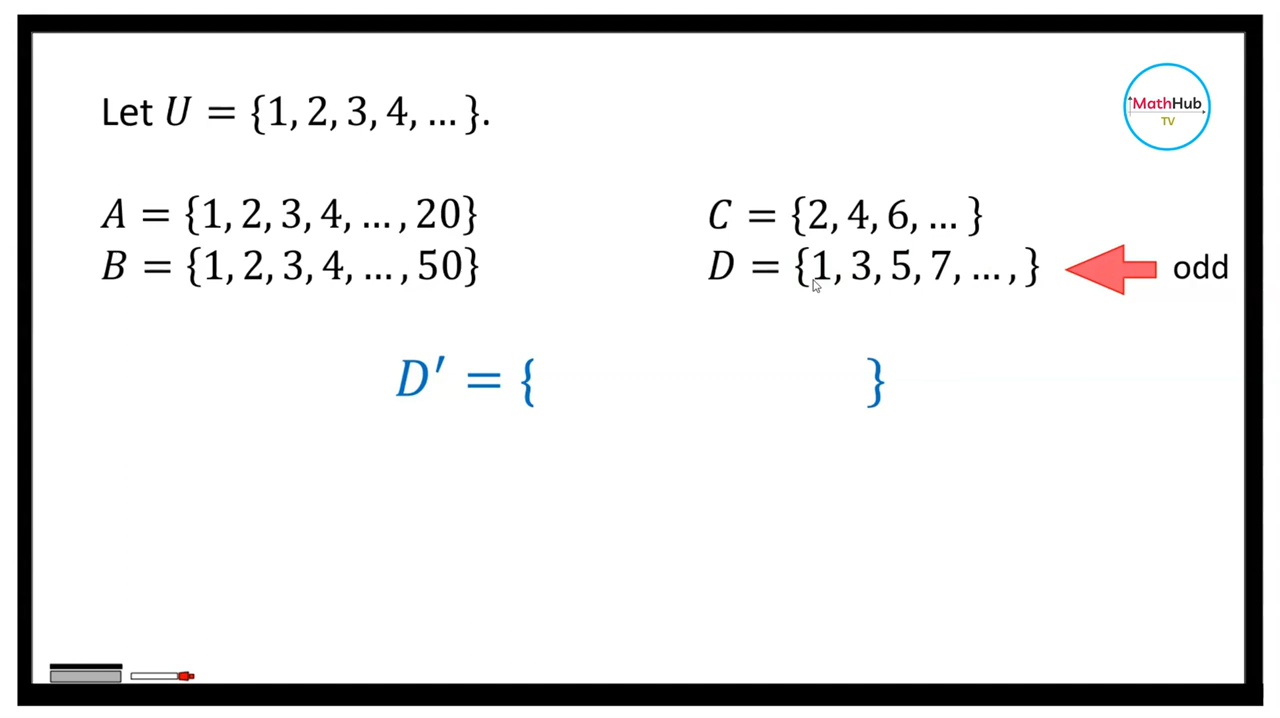 Let U = {1, 2, 3, 4, … }.
MathHub
TV
A = {1, 2, 3, 4, … , 20}
B = {1, 2, 3, 4, … , 50}
C = {2, 4, 6, … }
D = {1, 3, 5, 7, … , }
odd
D′ = { }